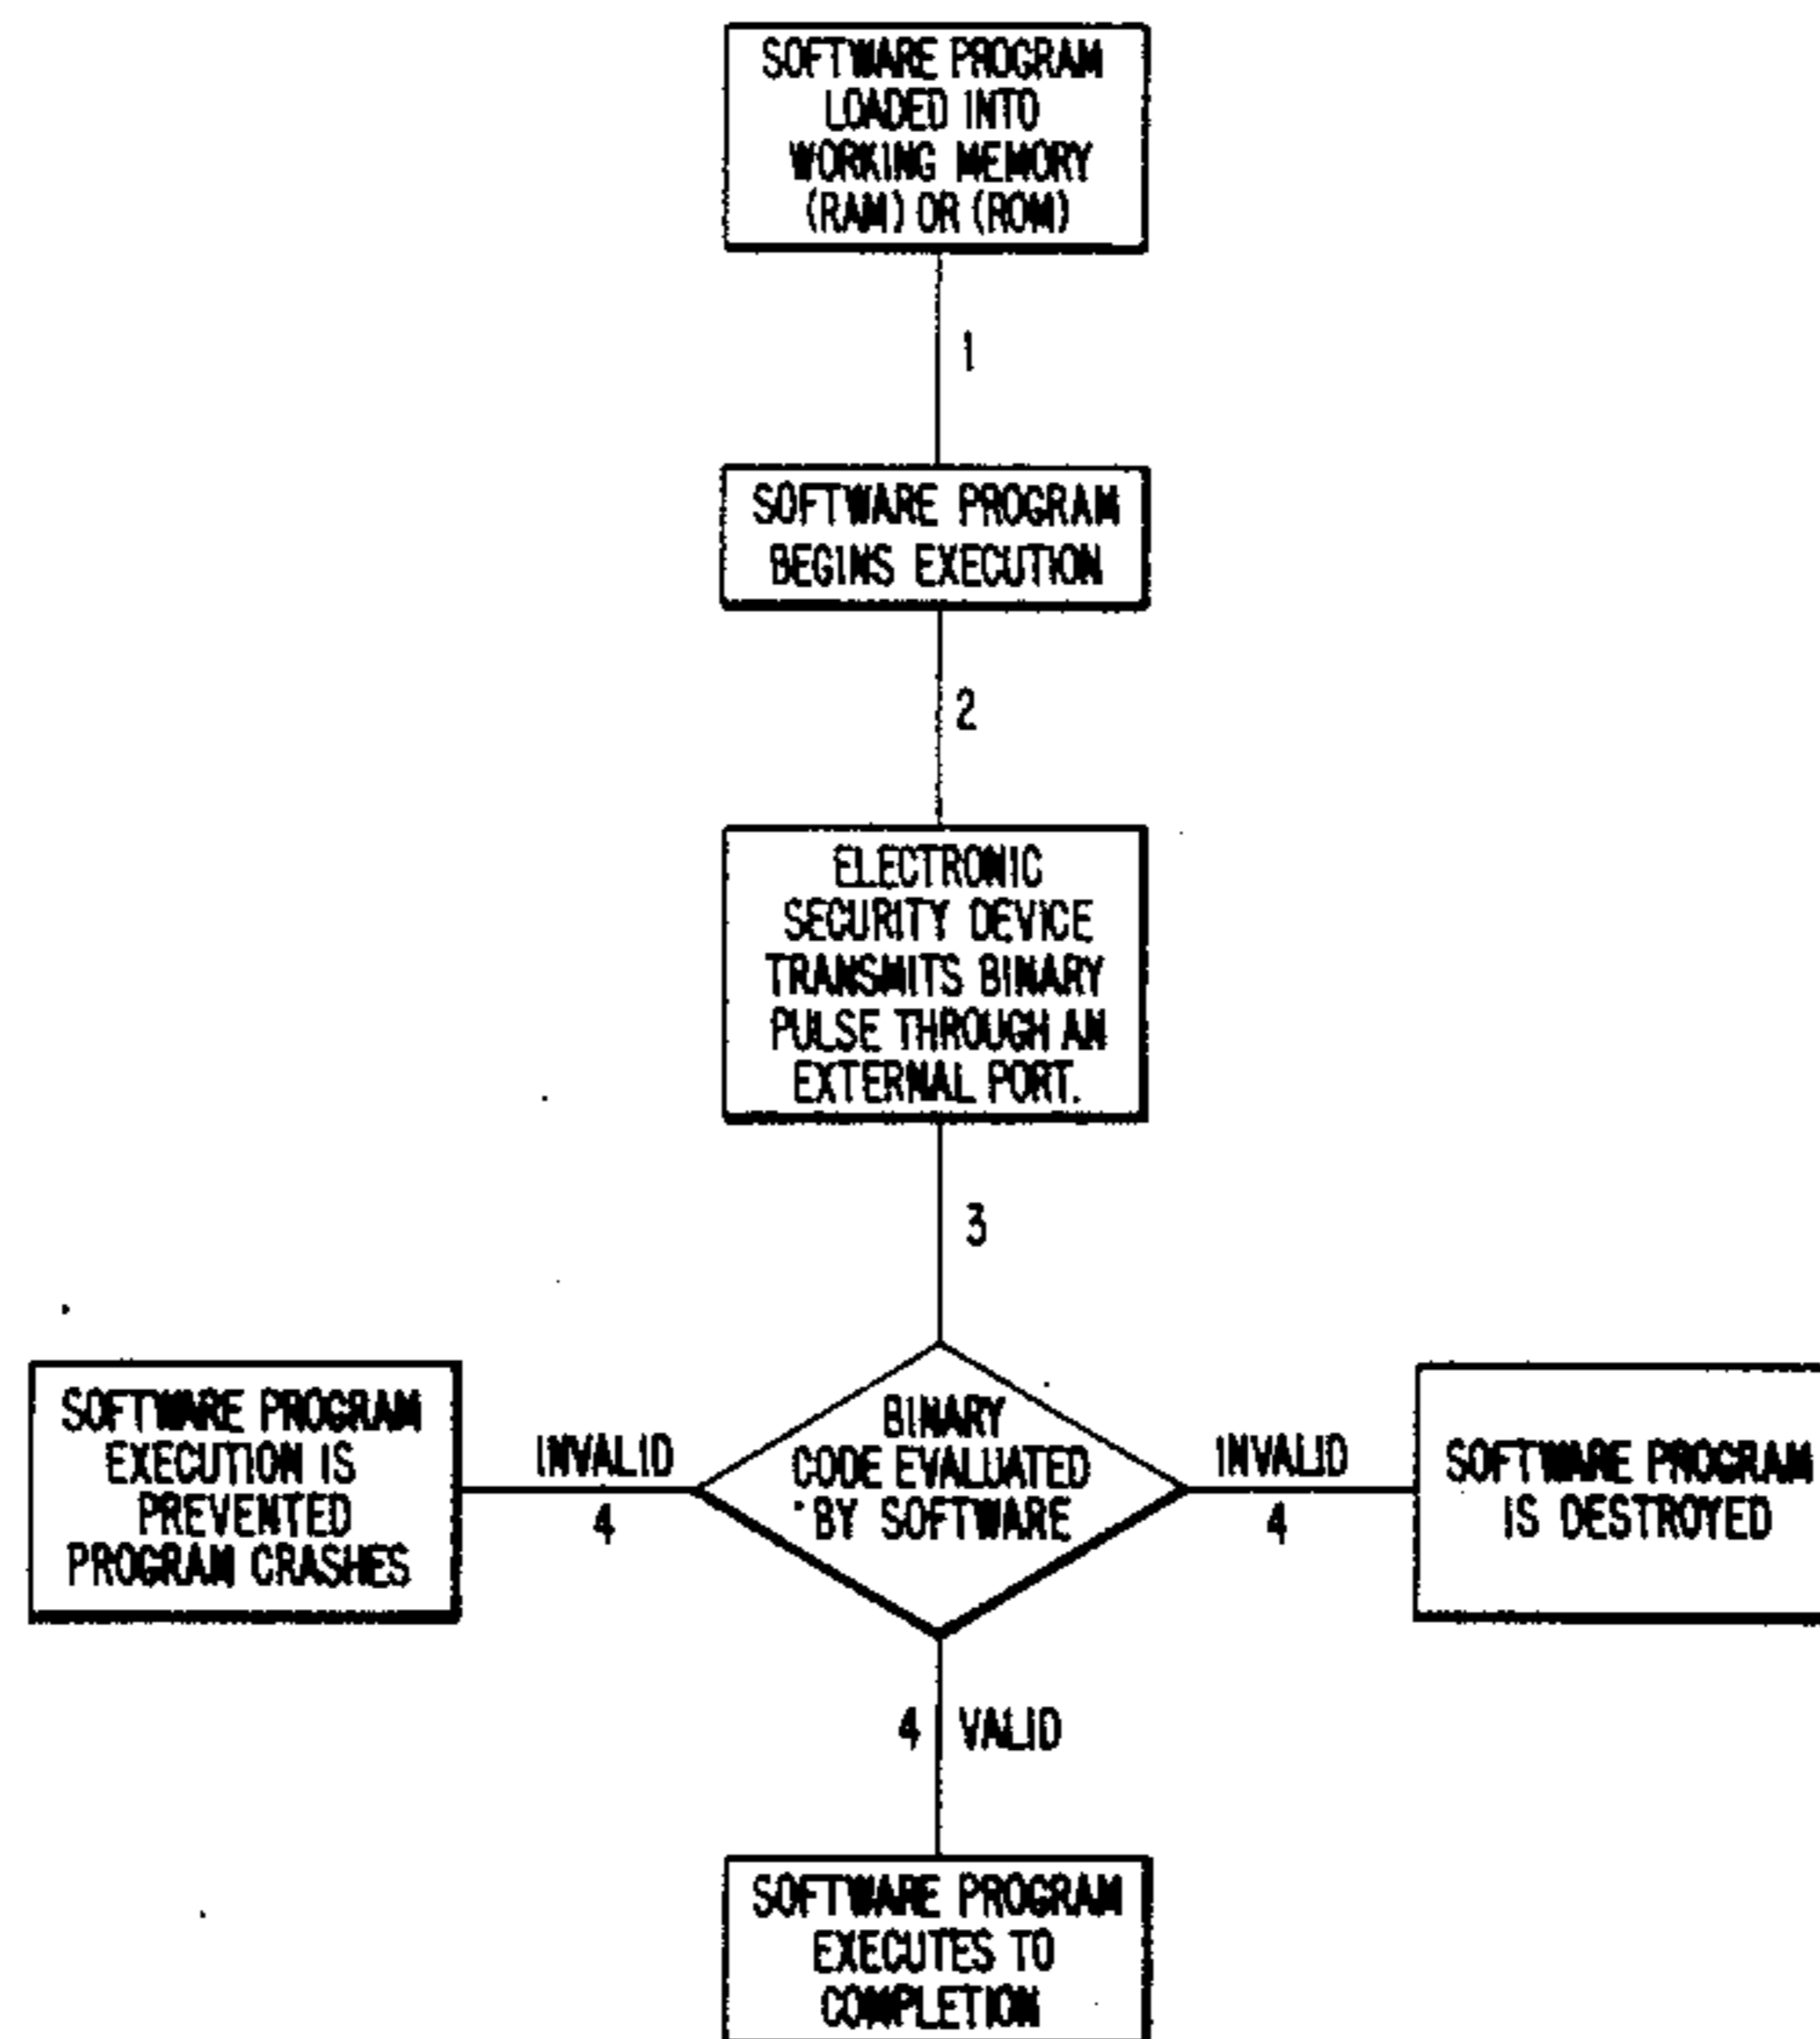 SOFTWARE PROGRAM
LOADED INTO
WORKING MEMORY
(RAM) OR (ROM)
1
SOFTWARE PROGRAM
BEGINS EXECUTION
2
ELECTRONIC
SECURITY DEVICE
TRANSMITS BINARY
PULSE THROUGH AN
EXTERNAL PORT.
3
BINARY
CODE EVALUATED
BY SOFTWARE
INVALID
4
SOFTWARE PROGRAM
EXECUTION IS
PREVENTED
PROGRAM CRASHES
INVALID
4
SOFTWARE PROGRAM
IS DESTROYED
4 VALID
SOFTWARE PROGRAM
EXECUTES TO
COMPLETION